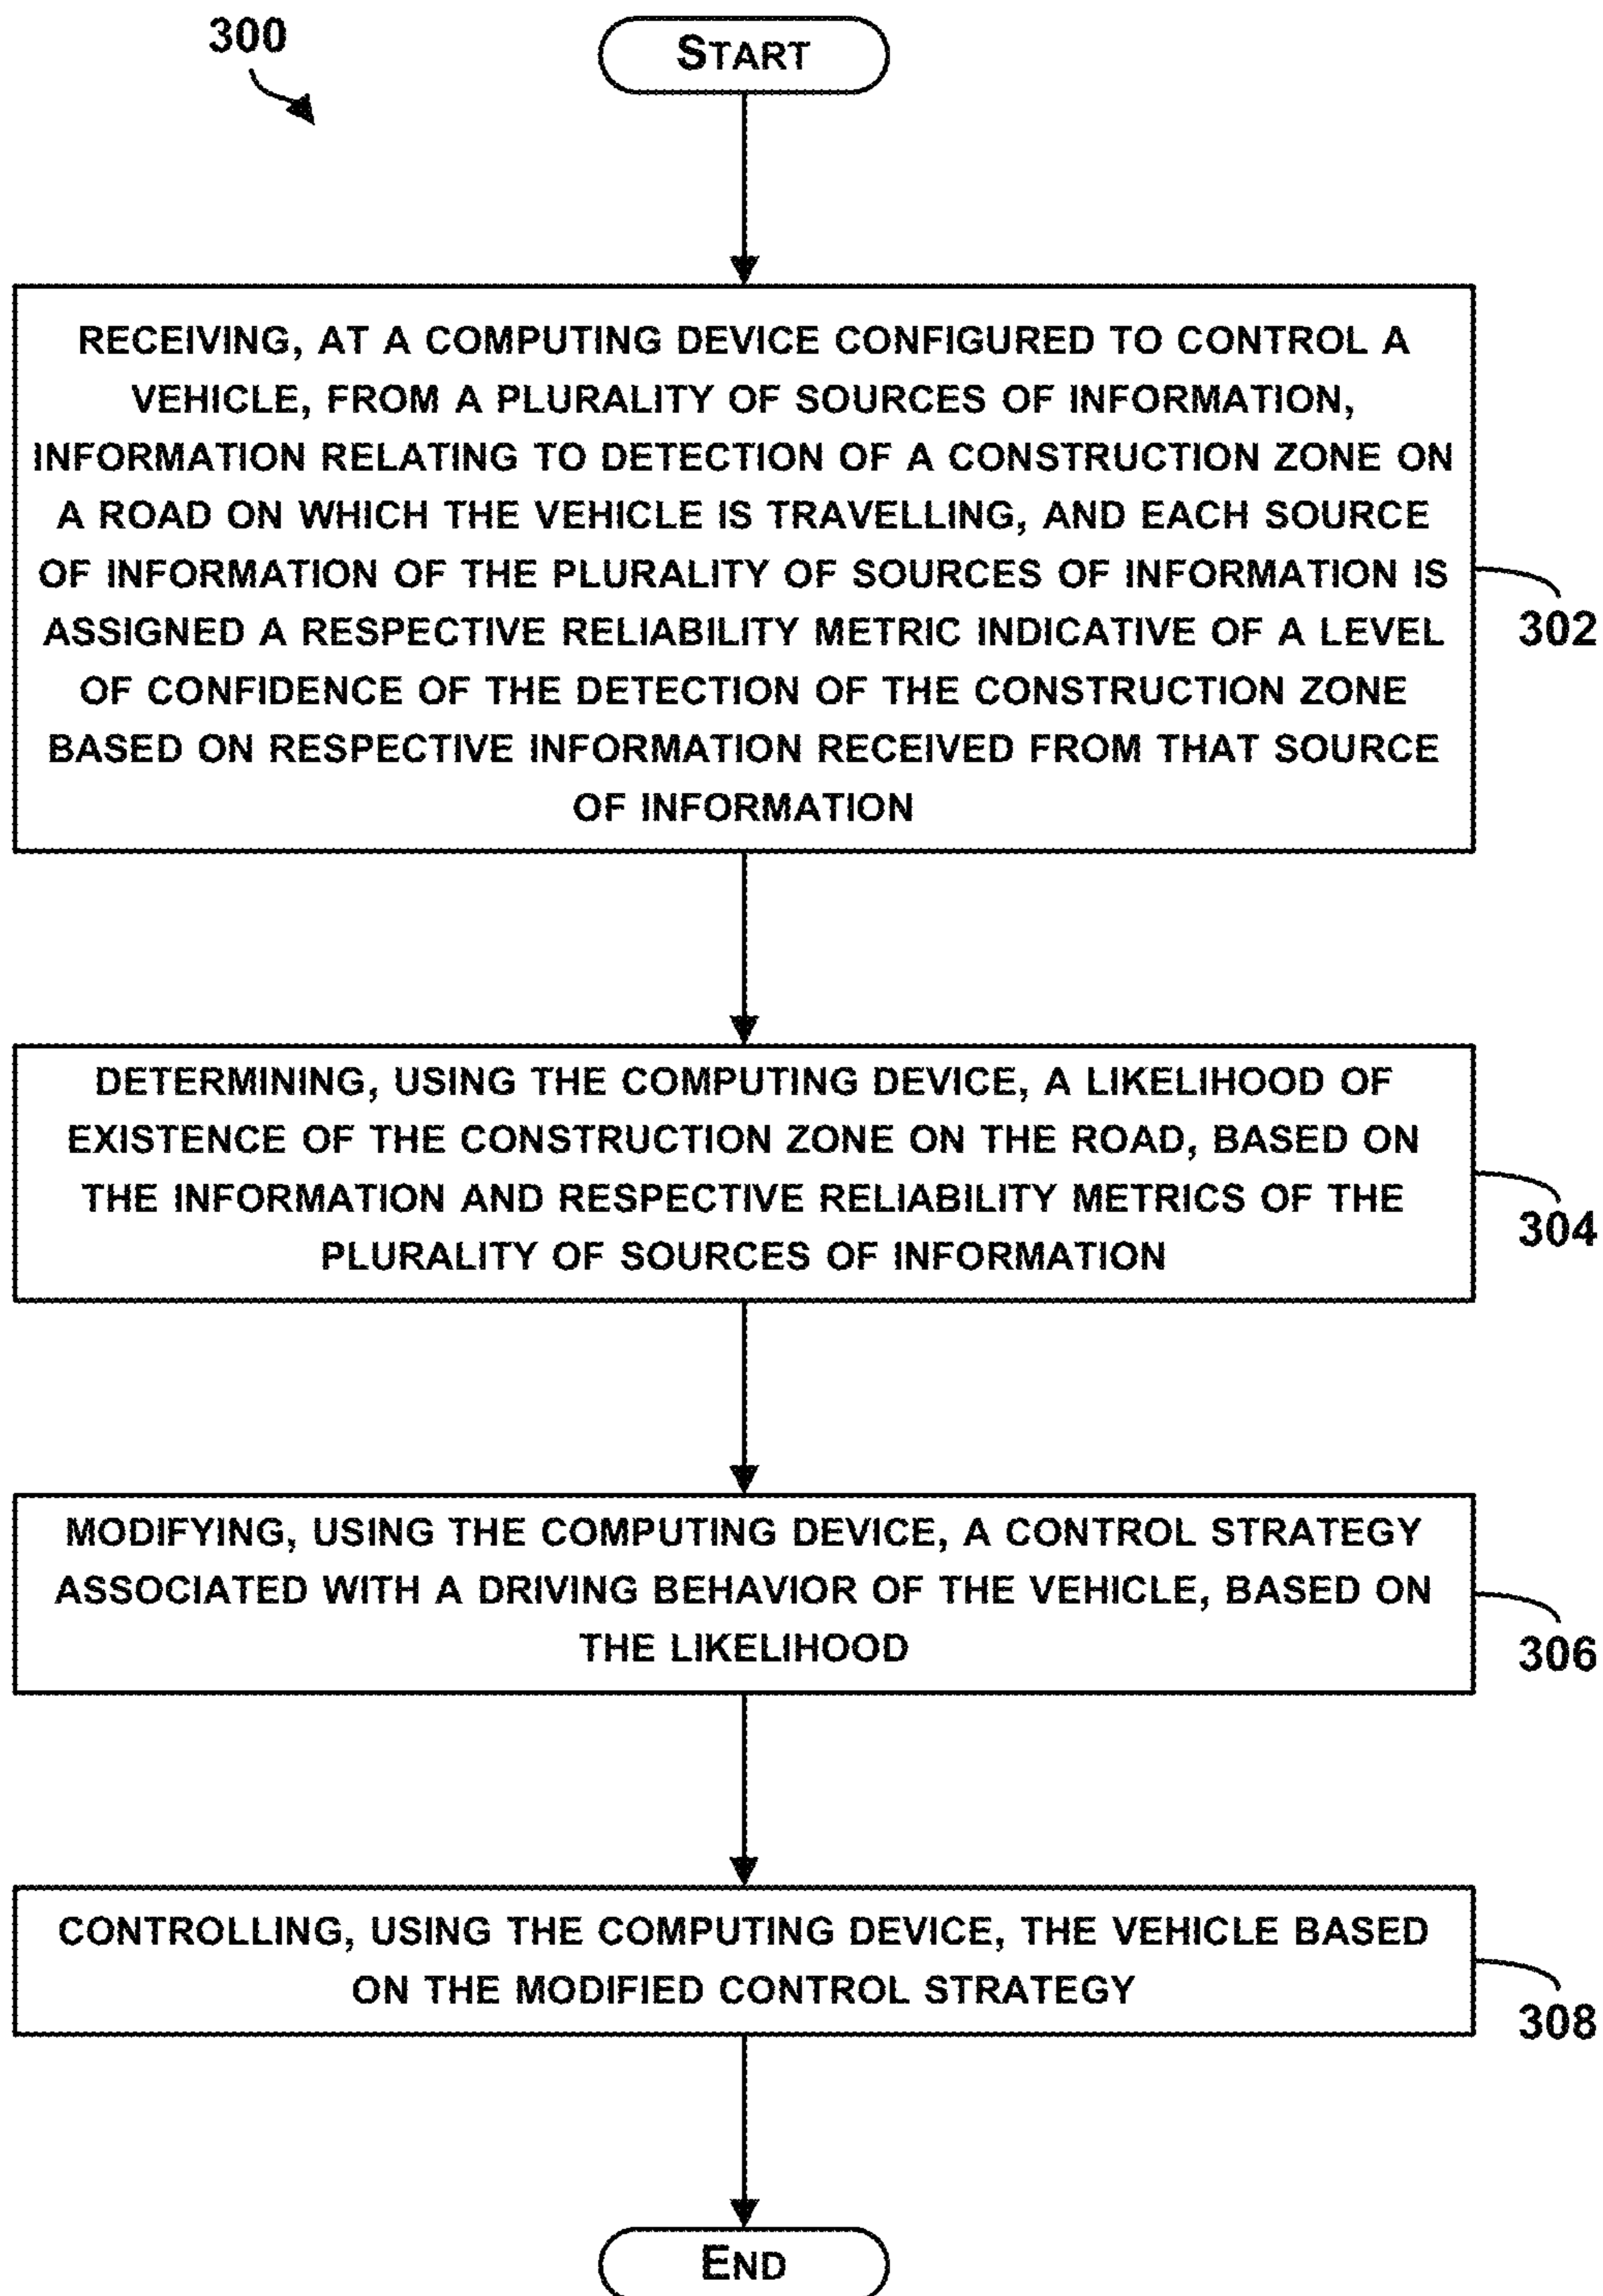 300
START
RECEIVING, AT A COMPUTING DEVICE CONFIGURED TO CONTROL A
VEHICLE, FROM A PLURALITY OF SOURCES OF INFORMATION,
INFORMATION RELATING TO DETECTION OF A CONSTRUCTION ZONE ON
A ROAD ON WHICH THE VEHICLE IS TRAVELLING, AND EACH SOURCE
OF INFORMATION OF THE PLURALITY OF SOURCES OF INFORMATION IS
ASSIGNED A RESPECTIVE RELIABILITY METRIC INDICATIVE OF A LEVEL
OF CONFIDENCE OF THE DETECTION OF THE CONSTRUCTION ZONE
BASED ON RESPECTIVE INFORMATION RECEIVED FROM THAT SOURCE
OF INFORMATION
302
DETERMINING, USING THE COMPUTING DEVICE, A LIKELIHOOD OF
EXISTENCE OF THE CONSTRUCTION ZONE ON THE ROAD, BASED ON
THE INFORMATION AND RESPECTIVE RELIABILITY METRICS OF THE
PLURALITY OF SOURCES OF INFORMATION
304
MODIFYING, USING THE COMPUTING DEVICE, A CONTROL STRATEGY
ASSOCIATED WITH A DRIVING BEHAVIOR OF THE VEHICLE, BASED ON
THE LIKELIHOOD
306
CONTROLLING, USING THE COMPUTING DEVICE, THE VEHICLE BASED
ON THE MODIFIED CONTROL STRATEGY
308
END